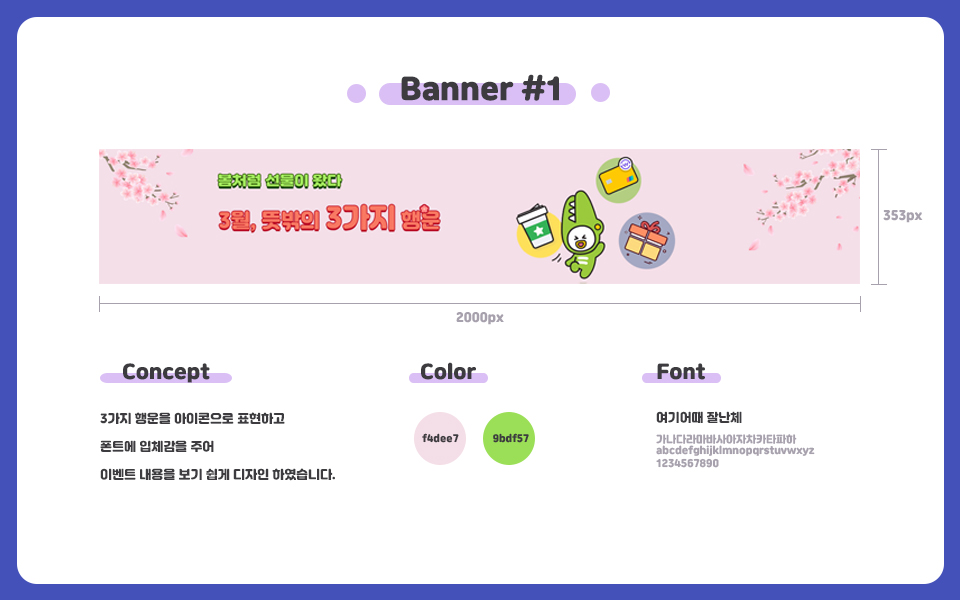 Banner #1
봄처럼 선물이 왔다
3월, 뜻밖의 3가지 행운
353px
2000px
Concept
Color
Font
3가지 행운을 아이콘으로 표현하고
폰트에 입체감을 주어
이벤트 내용을 보기 쉽게 디자인 하였습니다.
f4dee7
9bdf57
여기어때 잘난체
가나다라마바사아자차카타파하
abcdefghijklmnopqrstuvwxyz
1234567890